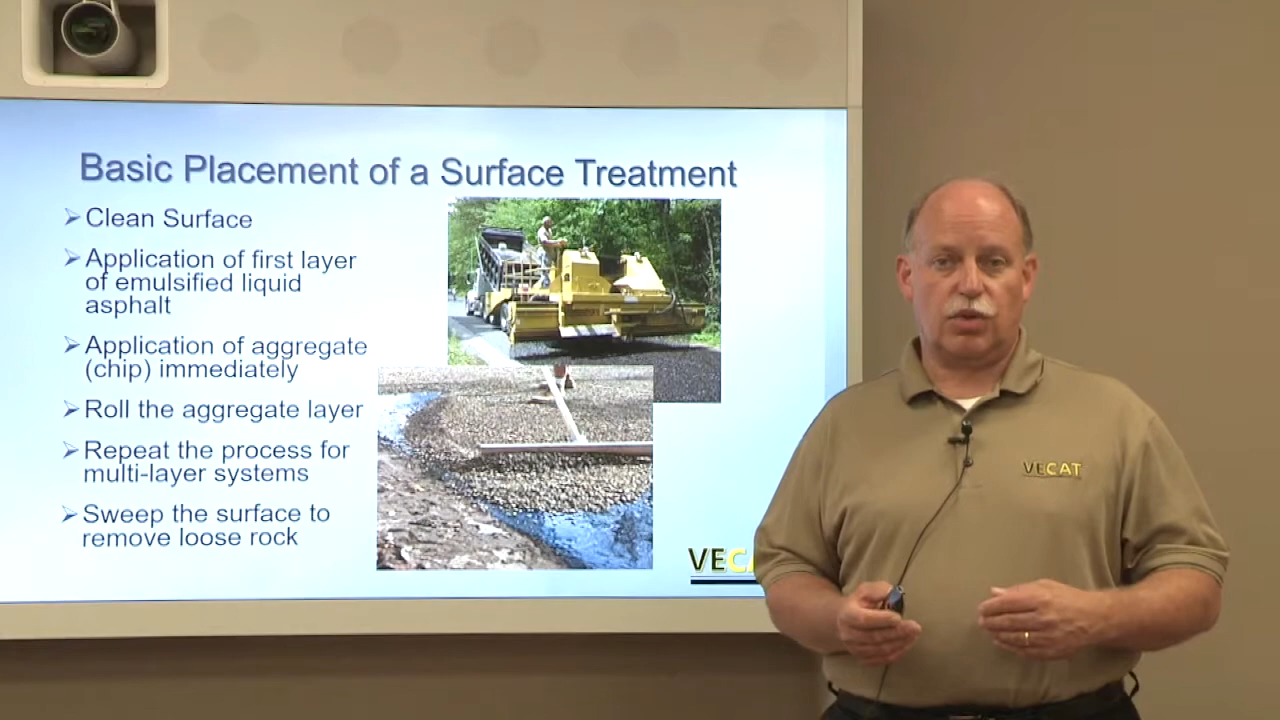 Basic Placement of a Surface Treatment
Clean Surface
Application of first layer
of emulsified liquid
asphalt
Application of aggregate
(chip) immediately
Roll the aggregate layer
Repeat the process for
multi-layer systems
Sweep the surface to
remove loose rock
VECAT
VECA